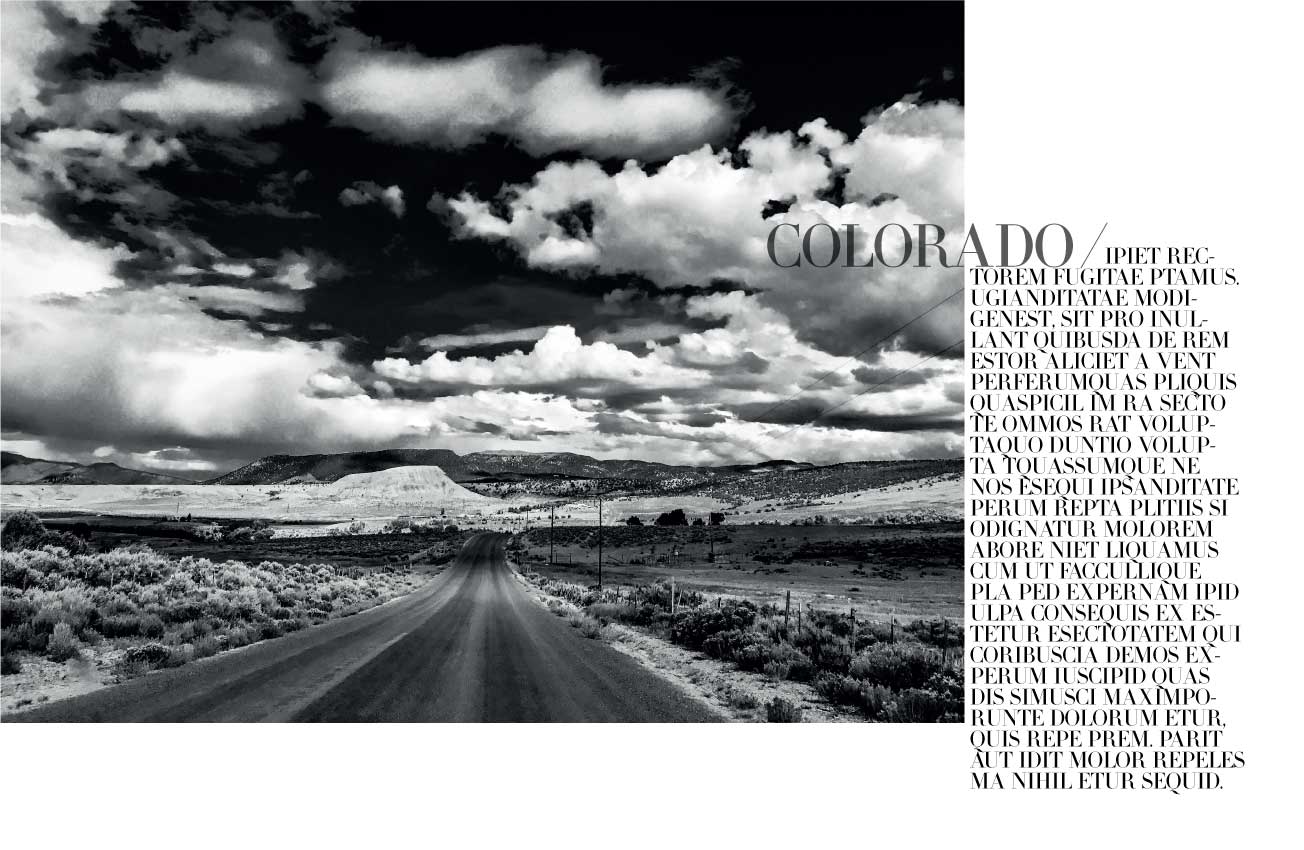 COLORADO / IPIET REC-
TOREM FUGITAE PTAMUS.
UGIANDITATAE MODI-
GENEST, SIT PRO INUL-
LANT QUIBUSDA DE REM
ESTOR ALICIET A VENT
PERFERUMQUAS PLIQUIS
QUASPICIL IM RA SECTO
TE OMMOS RAT VOLUP-
TAQUO DUNTIO VOLUP-
TA TQUASSUMQUE NE
NOS ESEQUI IPSANDITATE
PERUM REPTA PLITIIS SI
ODIGNATUR MOLOREM
ABORE NIET LIQUAMUS
CUM UT FACCULLIQUE
PLA PED EXPERNAM IPID
ULPA CONSEQUIS EX ES-
TETUR ESECTOTATEM QUI
CORIBUSCIA DEMOS EX-
PERUM IUSCIPID QUAS
DIS SIMUSCI MAXIMPO-
RUNTE DOLORUM ETUR,
QUIS REPE PREM. PARIT
AUT IDIT MOLOR REPELES
MA NIHIL ETUR SEQUID.